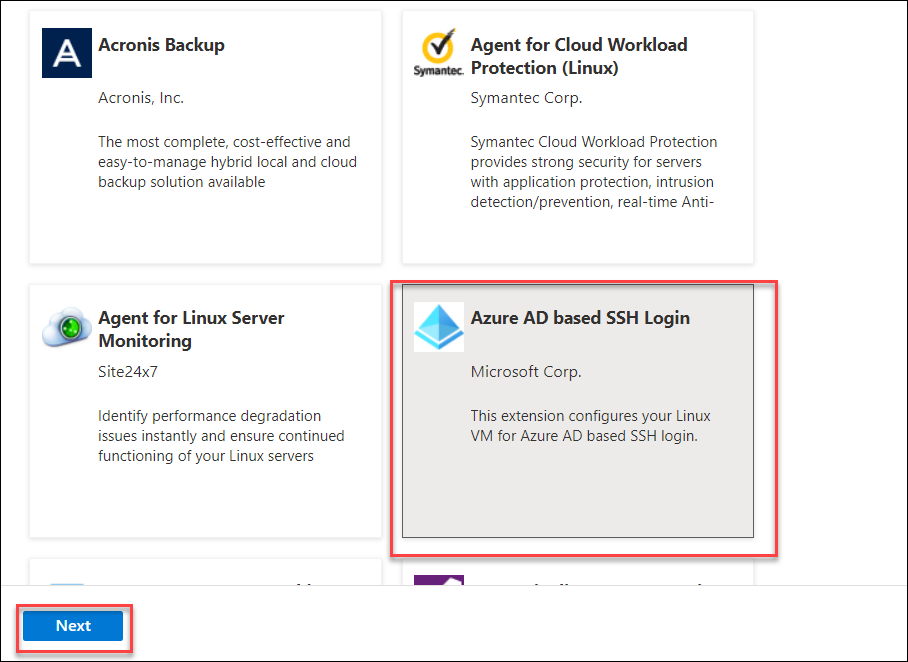 Acronis Backup
Acronis, Inc.
The most complete, cost-effective and
easy-to-manage hybrid local and cloud
backup solution available
Symantec.
Agent for Cloud Workload
Protection (Linux)
Symantec Corp.
Symantec Cloud Workload Protection
provides strong security for servers
with application protection, intrusion
detection/prevention, real-time Anti-
Agent for Linux Server
Monitoring
Site24x7
Identify performance degradation
issues instantly and ensure continued
functioning of your Linux servers
Azure AD based SSH Login
Microsoft Corp.
This extension configures your Linux
VM for Azure AD based SSH login.
Next